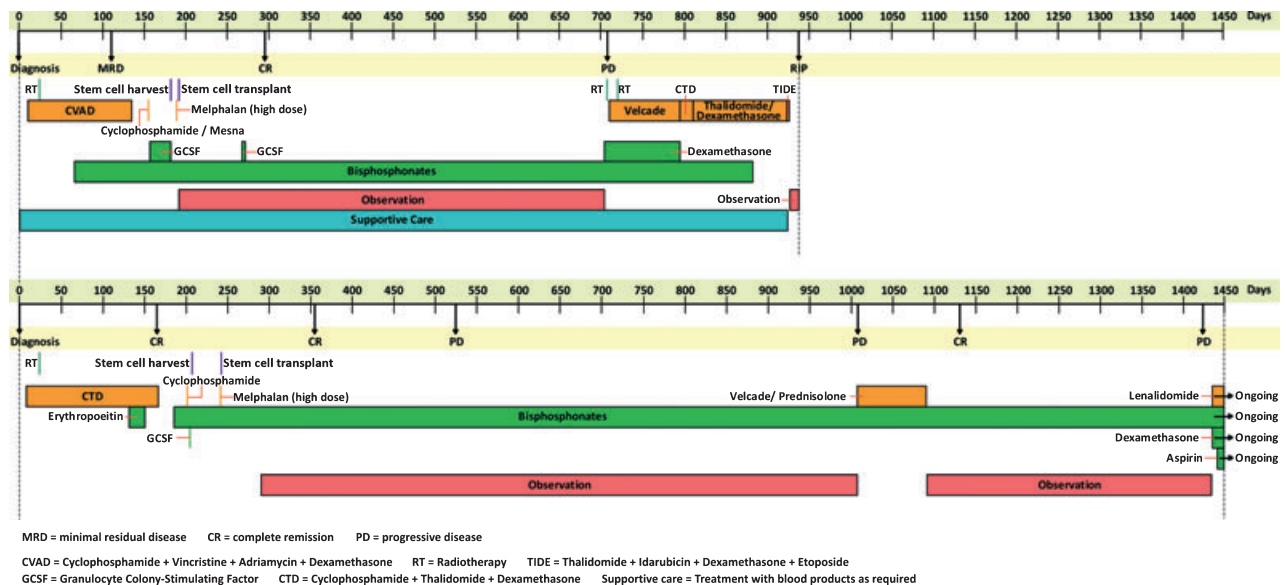 0 50 100 150 200 250 300 350 400 450 500 550 600 650 700 750 800 850 900 950 1000 1050 1100 1150 1200 1250 1300 1350 1400 1450 Days
Diagnosis MRD CR PD RIP
RT Stem cell harvest Stem cell transplant RT RT CTD TIDE
CVAD Melphalan (high dose) Velcade Thalidomide/
Dexamethasone
Cyclophosphamide / Mesna
GCSF GCSF Dexamethasone
Bisphosphonates
Observation Observation
Supportive Care
0 50 100 150 200 250 300 350 400 450 500 550 600 650 700 750 800 850 900 950 1000 1050 1100 1150 1200 1250 1300 1350 1400 1450 Days
Diagnosis CR CR PD PD CR PD
RT Stem cell harvest Stem cell transplant
Cyclophosphamide
CTD Melphalan (high dose) Velcade/ Prednisolone Lenalidomide Ongoing
Erythropoeitin Bisphosphonates Ongoing
GCSF Dexamethasone Ongoing
Aspirin Ongoing
Observation Observation
MRD = minimal residual disease CR = complete remission PD = progressive disease
CVAD = Cyclophosphamide + Vincristine + Adriamycin + Dexamethasone RT = Radiotherapy TIDE = Thalidomide + Idarubicin + Dexamethasone + Etoposide
GCSF = Granulocyte Colony-Stimulating Factor CTD = Cyclophosphamide + Thalidomide + Dexamethasone Supportive care = Treatment with blood products as required